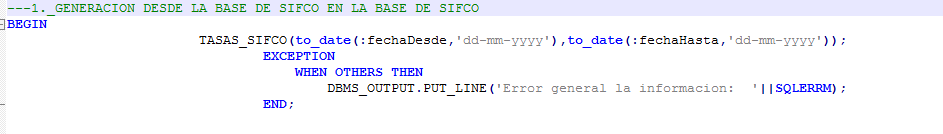 ---1._GENERACION DESDE LA BASE DE SIFCO EN LA BASE DE SIFCO
BEGIN
TASAS_SIFCO(to_date(:fechaDesde,'dd-mm-yyyy'),to_date(:fechaHasta,'dd-mm-yyyy'));
EXCEPTION
WHEN OTHERS THEN
DBMS_OUTPUT.PUT_LINE('Error general la informacion:  '||SQLERRM);
END;